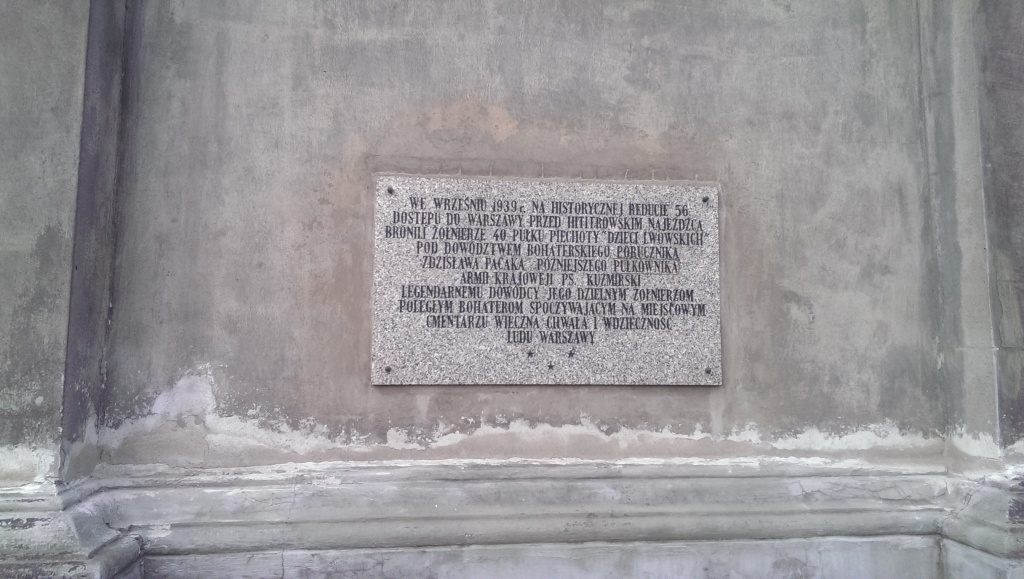 WE WRZEŚNIU 1939 r. NA HISTORYCZNEJ REDUCIE 56
DOSTĘPU DO WARSZAWY PRZED HITLEROWSKIM NAJEŹDŹCĄ
BRONILI ŻOŁNIERZE 40 PUŁKU PIECHOTY "DZIECI LWOWSKICH"
POD DOWÓDZTWEM BOHATERSKIEGO PORUCZNIKA
ZDZISŁAWA PACAKA PÓŹNIEJSZEGO PUŁKOWNIKA
ARMII KRAJOWEJ PS. KUŹMIRSKI
LEGENDARNEMU DOWÓDCY, JEGO DZIELNYM ŻOŁNIERZOM
POLEGŁYM BOHATEROM SPOCZYWAJĄCYM NA MIEJSCOWYM
CMENTARZU WIECZNA CHWAŁA I WDZIĘCZNOŚĆ
LUDU WARSZAWY